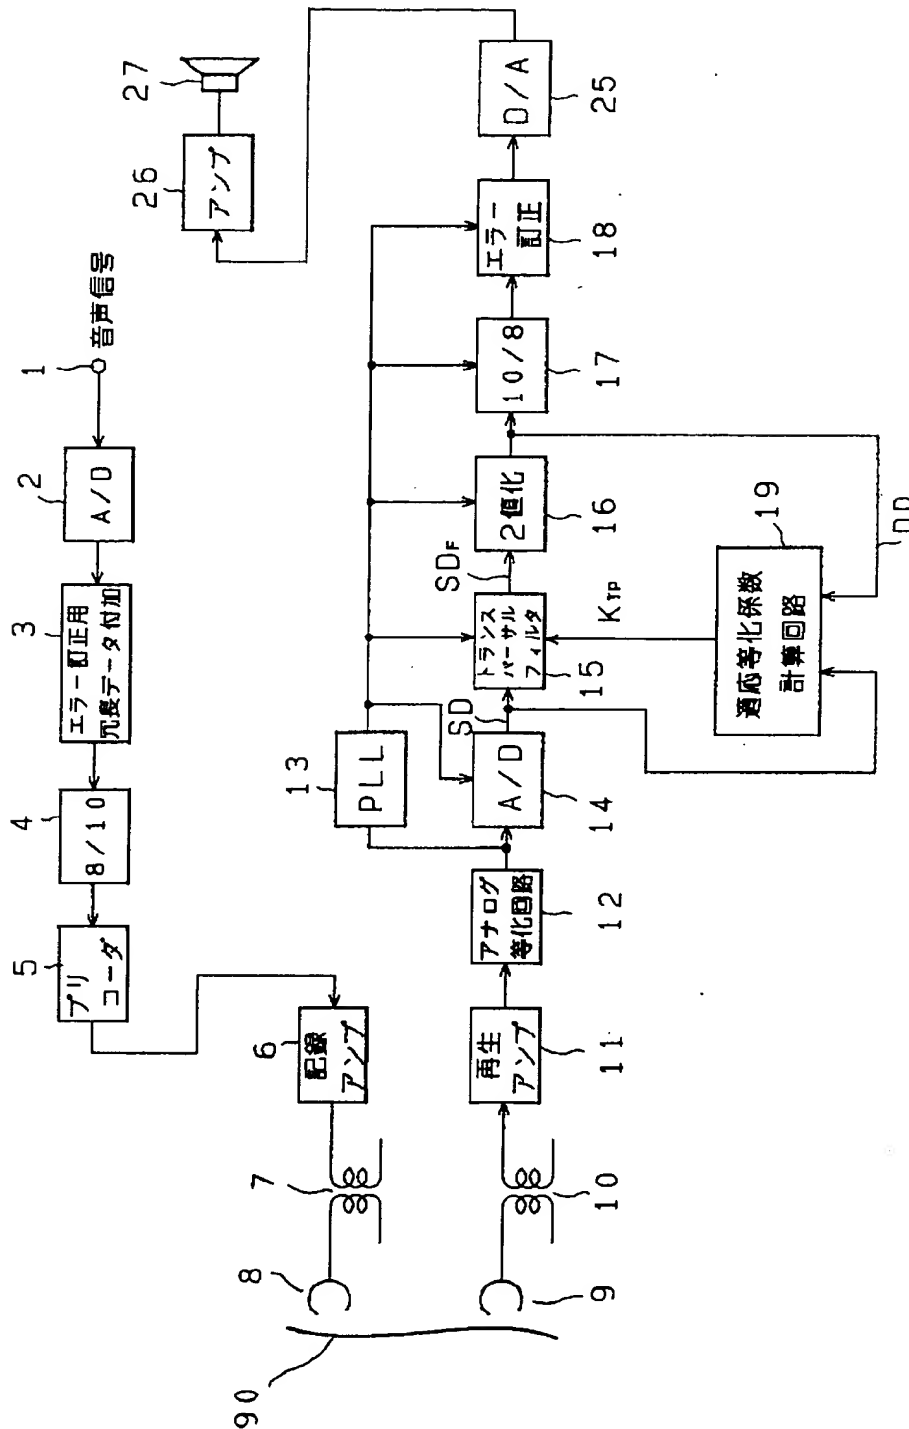 1
音声信号
2
A/D
3
エラー訂正用
冗長データ付加
4
8/10
5
プリ
コーダ
6
記録
アンプ
7
8
90
9
10
11
再生
アンプ
12
アナログ
等化回路
13
PLL
14
A/D
SD
15
トランス
バーサル
フィルタ
SDF
16
2値化
17
10/8
18
エラー
訂正
25
D/A
26
アンプ
27
KTP
19
適応等化係数
計算回路
DD